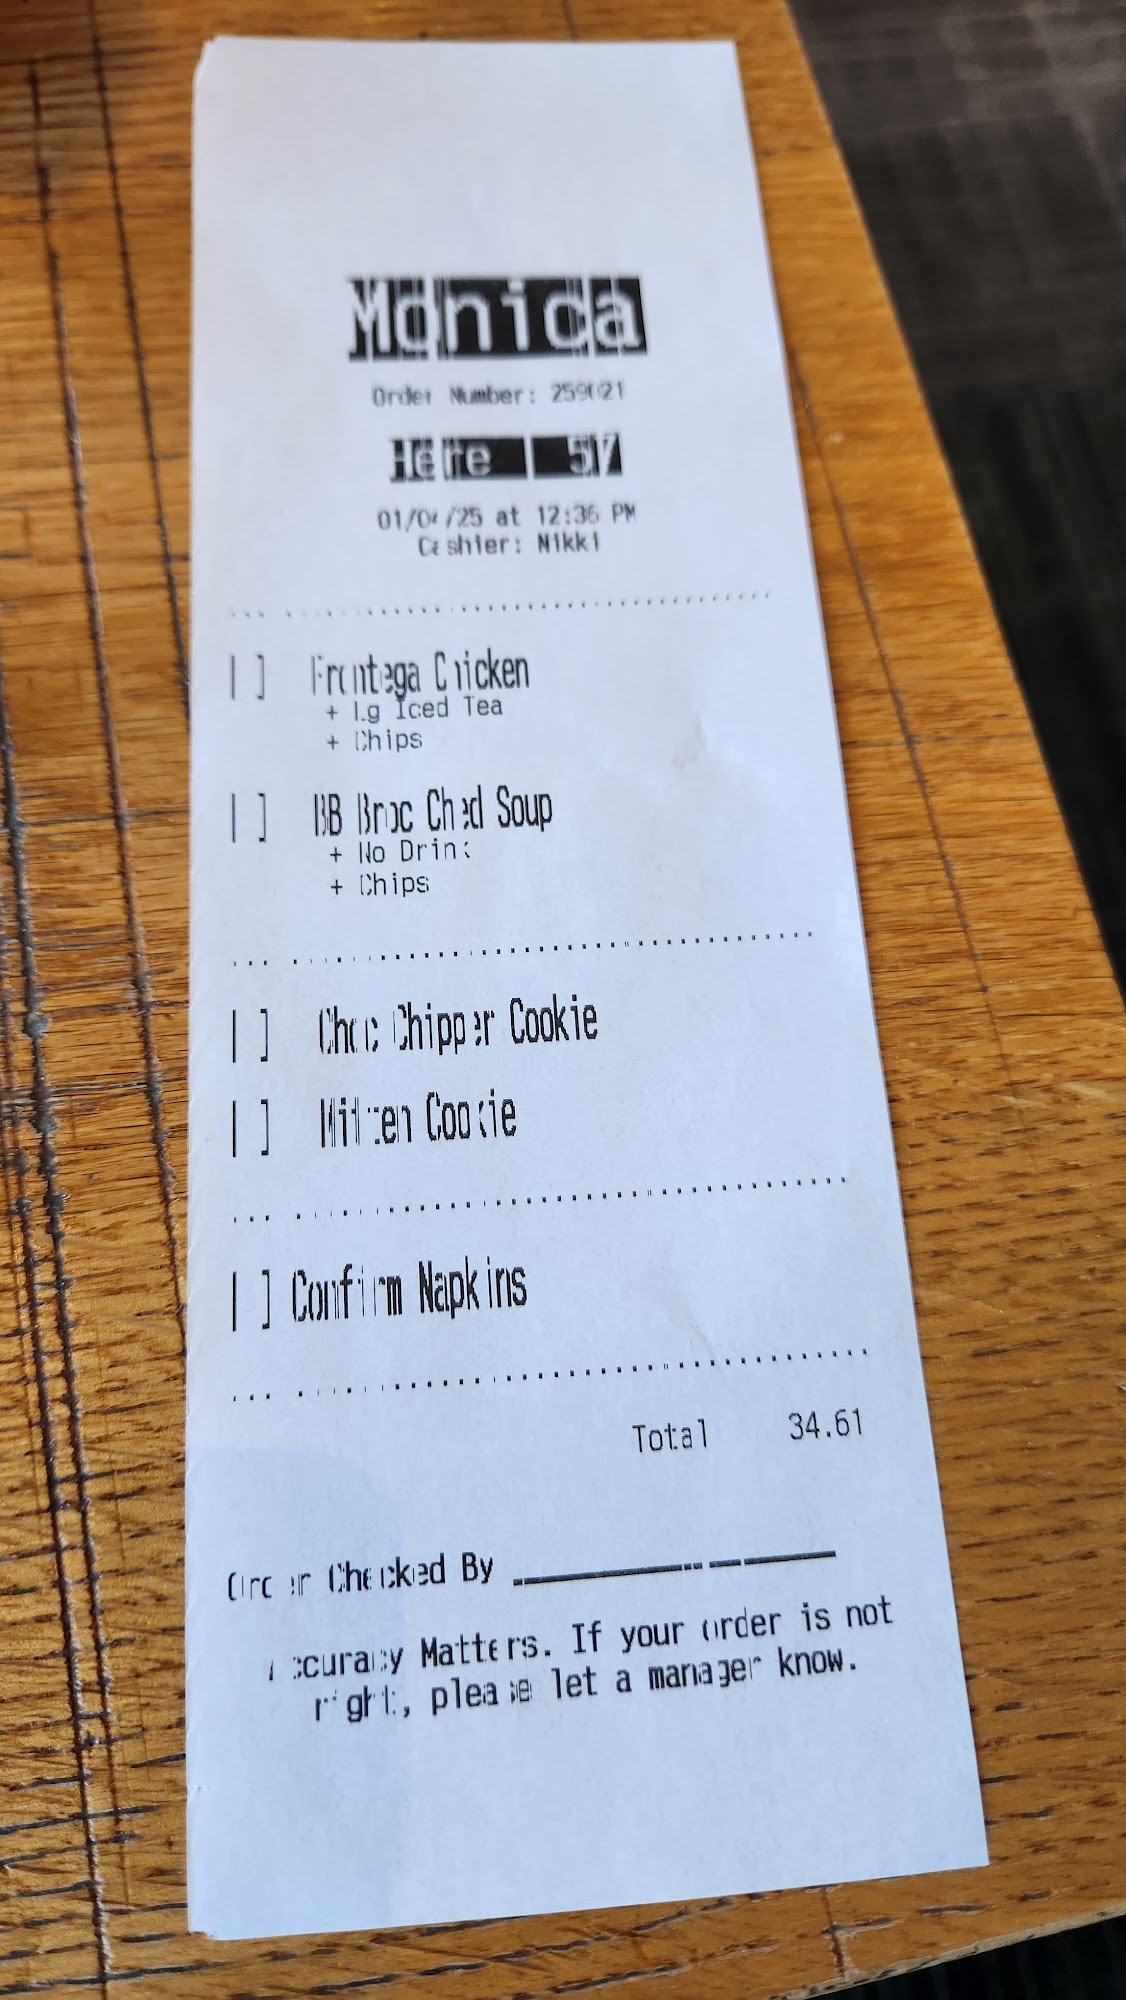 Monica
Order Number: 259021
Here 57
01/04/25 at 12:36 PM
Cashier: Nikki
[ ] Frontega Chicken
+ Lg Iced Tea
+ Chips
[ ] BB Broc Ched Soup
+ No Drink
+ Chips
[ ] Choc Chipper Cookie
[ ] Mitten Cookie
[ ] Confirm Napkins
Total 34.61
Order Checked By
Accuracy Matters. If your order is not
right, please let a manager know.